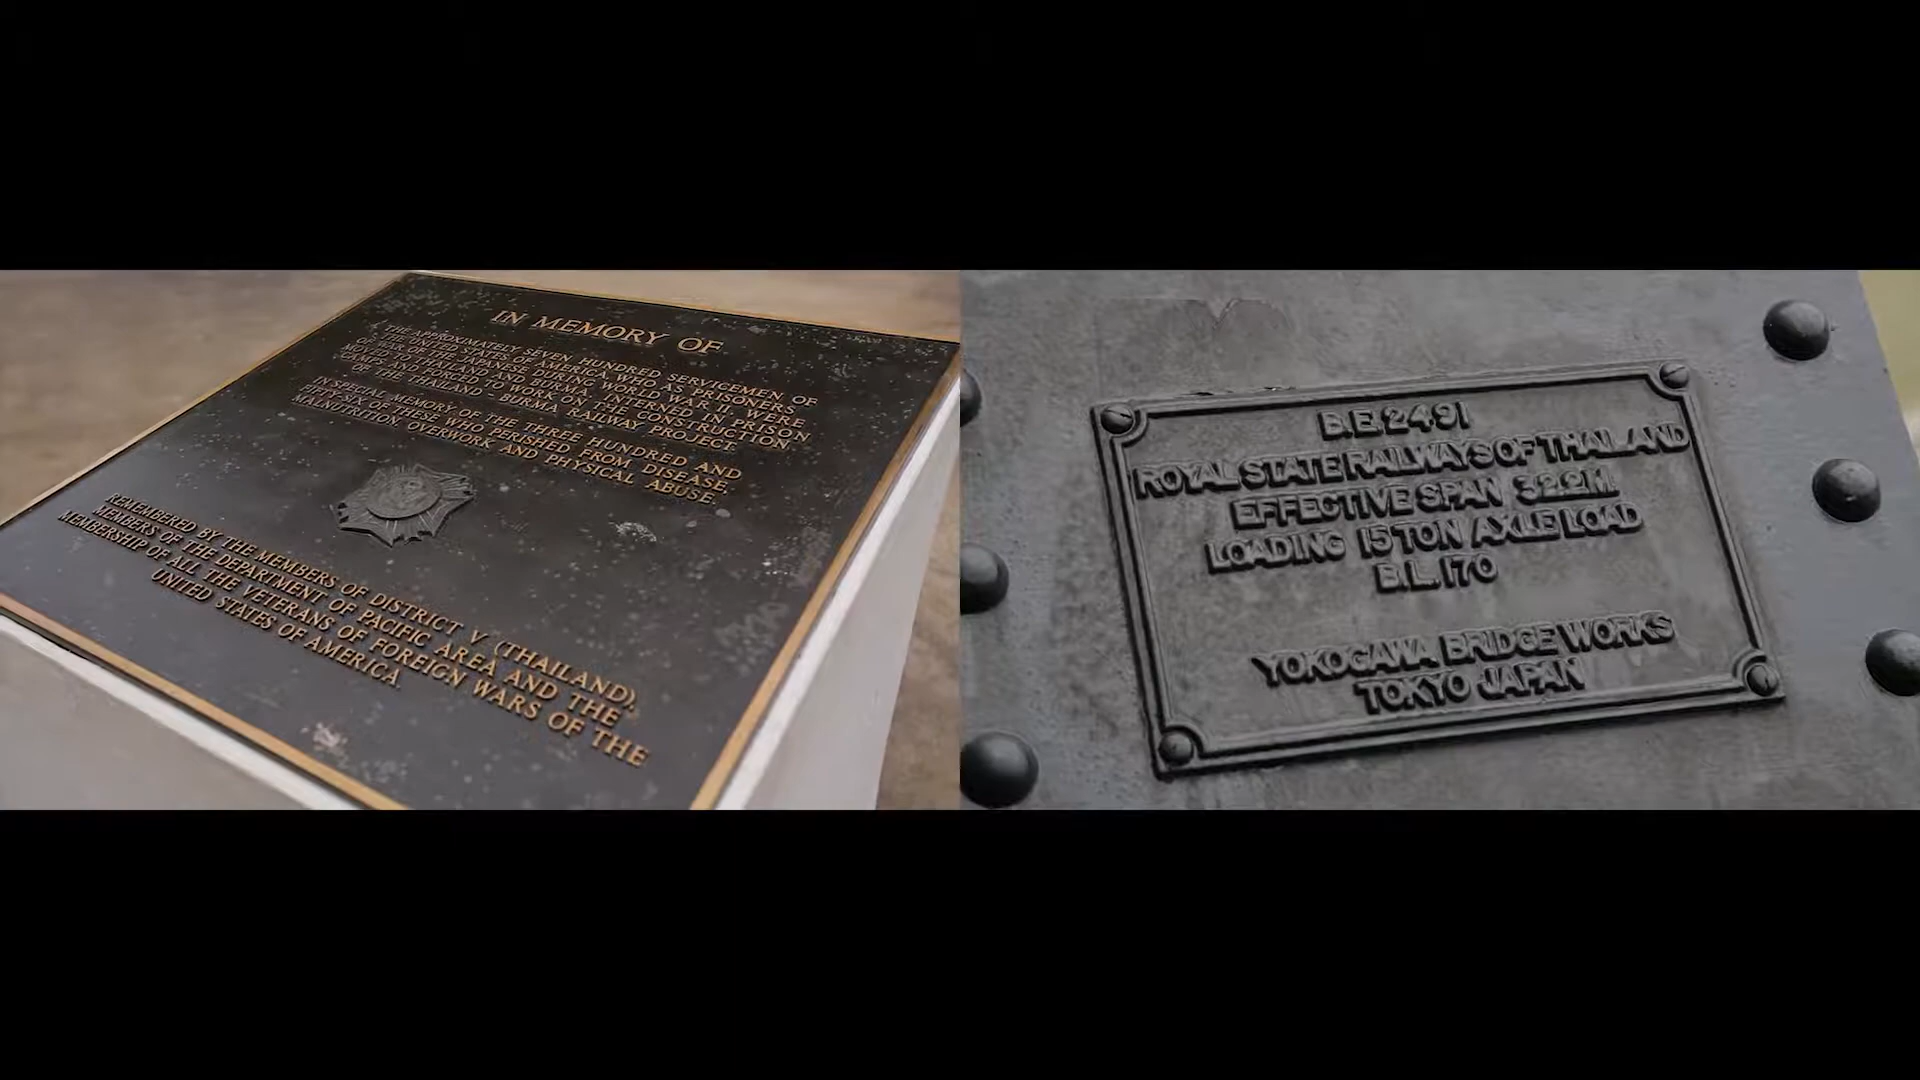 IN MEMORY OF
THE APPROXIMATELY SEVEN HUNDRED SERVICEMEN OF
THE UNITED STATES OF AMERICA WHO AS PRISONERS
OF THE JAPANESE DURING WORLD WAR II, WERE
TO THAILAND AND BURMA, INTENED IN PRISON
CAMPS AND FORCED TO WORK ON THE CONSTRUCTION
OF THE THAILAND - BURMA RAILWAY PROJECT.
IN SPECIAL MEMORY OF THE THREE HUNDRED AND
FIFTY-SIX OF THESE WHO PERISHED FROM DISEASE,
MALNUTRITION, OVERWORK AND PHYSICAL ABUSE.
REMEMBERED BY THE MEMBERS OF DISTRICT V (THAILAND),
MEMBERS OF THE DEPARTMENT OF PACIFIC AREA AND THE
MEMBERSHIP OF ALL THE VETERANS OF FOREIGN WARS OF THE
UNITED STATES OF AMERICA.
B.E 2491
ROYAL STATE RAILWAYS OF THAILAND
EFFECTIVE SPAN 32.2M.
LOADING 15 TON AXLE LOAD
B.L.170
YOKOGAWA BRIDGE WORKS
TOKYO JAPAN